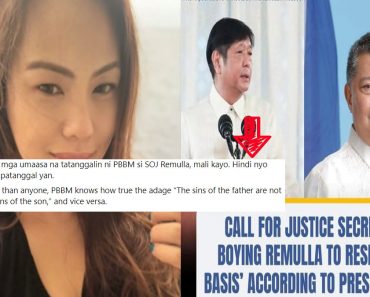 mga umaasa na tatanggalin ni PBBM si SOJ Remulla, mali kayo. Hindi nyo
patanggal yan.
than anyone, PBBM knows how true the adage “The sins of the father are not
ns of the son,” and vice versa.
CALL FOR JUSTICE SECRE
BOYING REMULLA TO RES
BASIS’ ACCORDING TO PRES